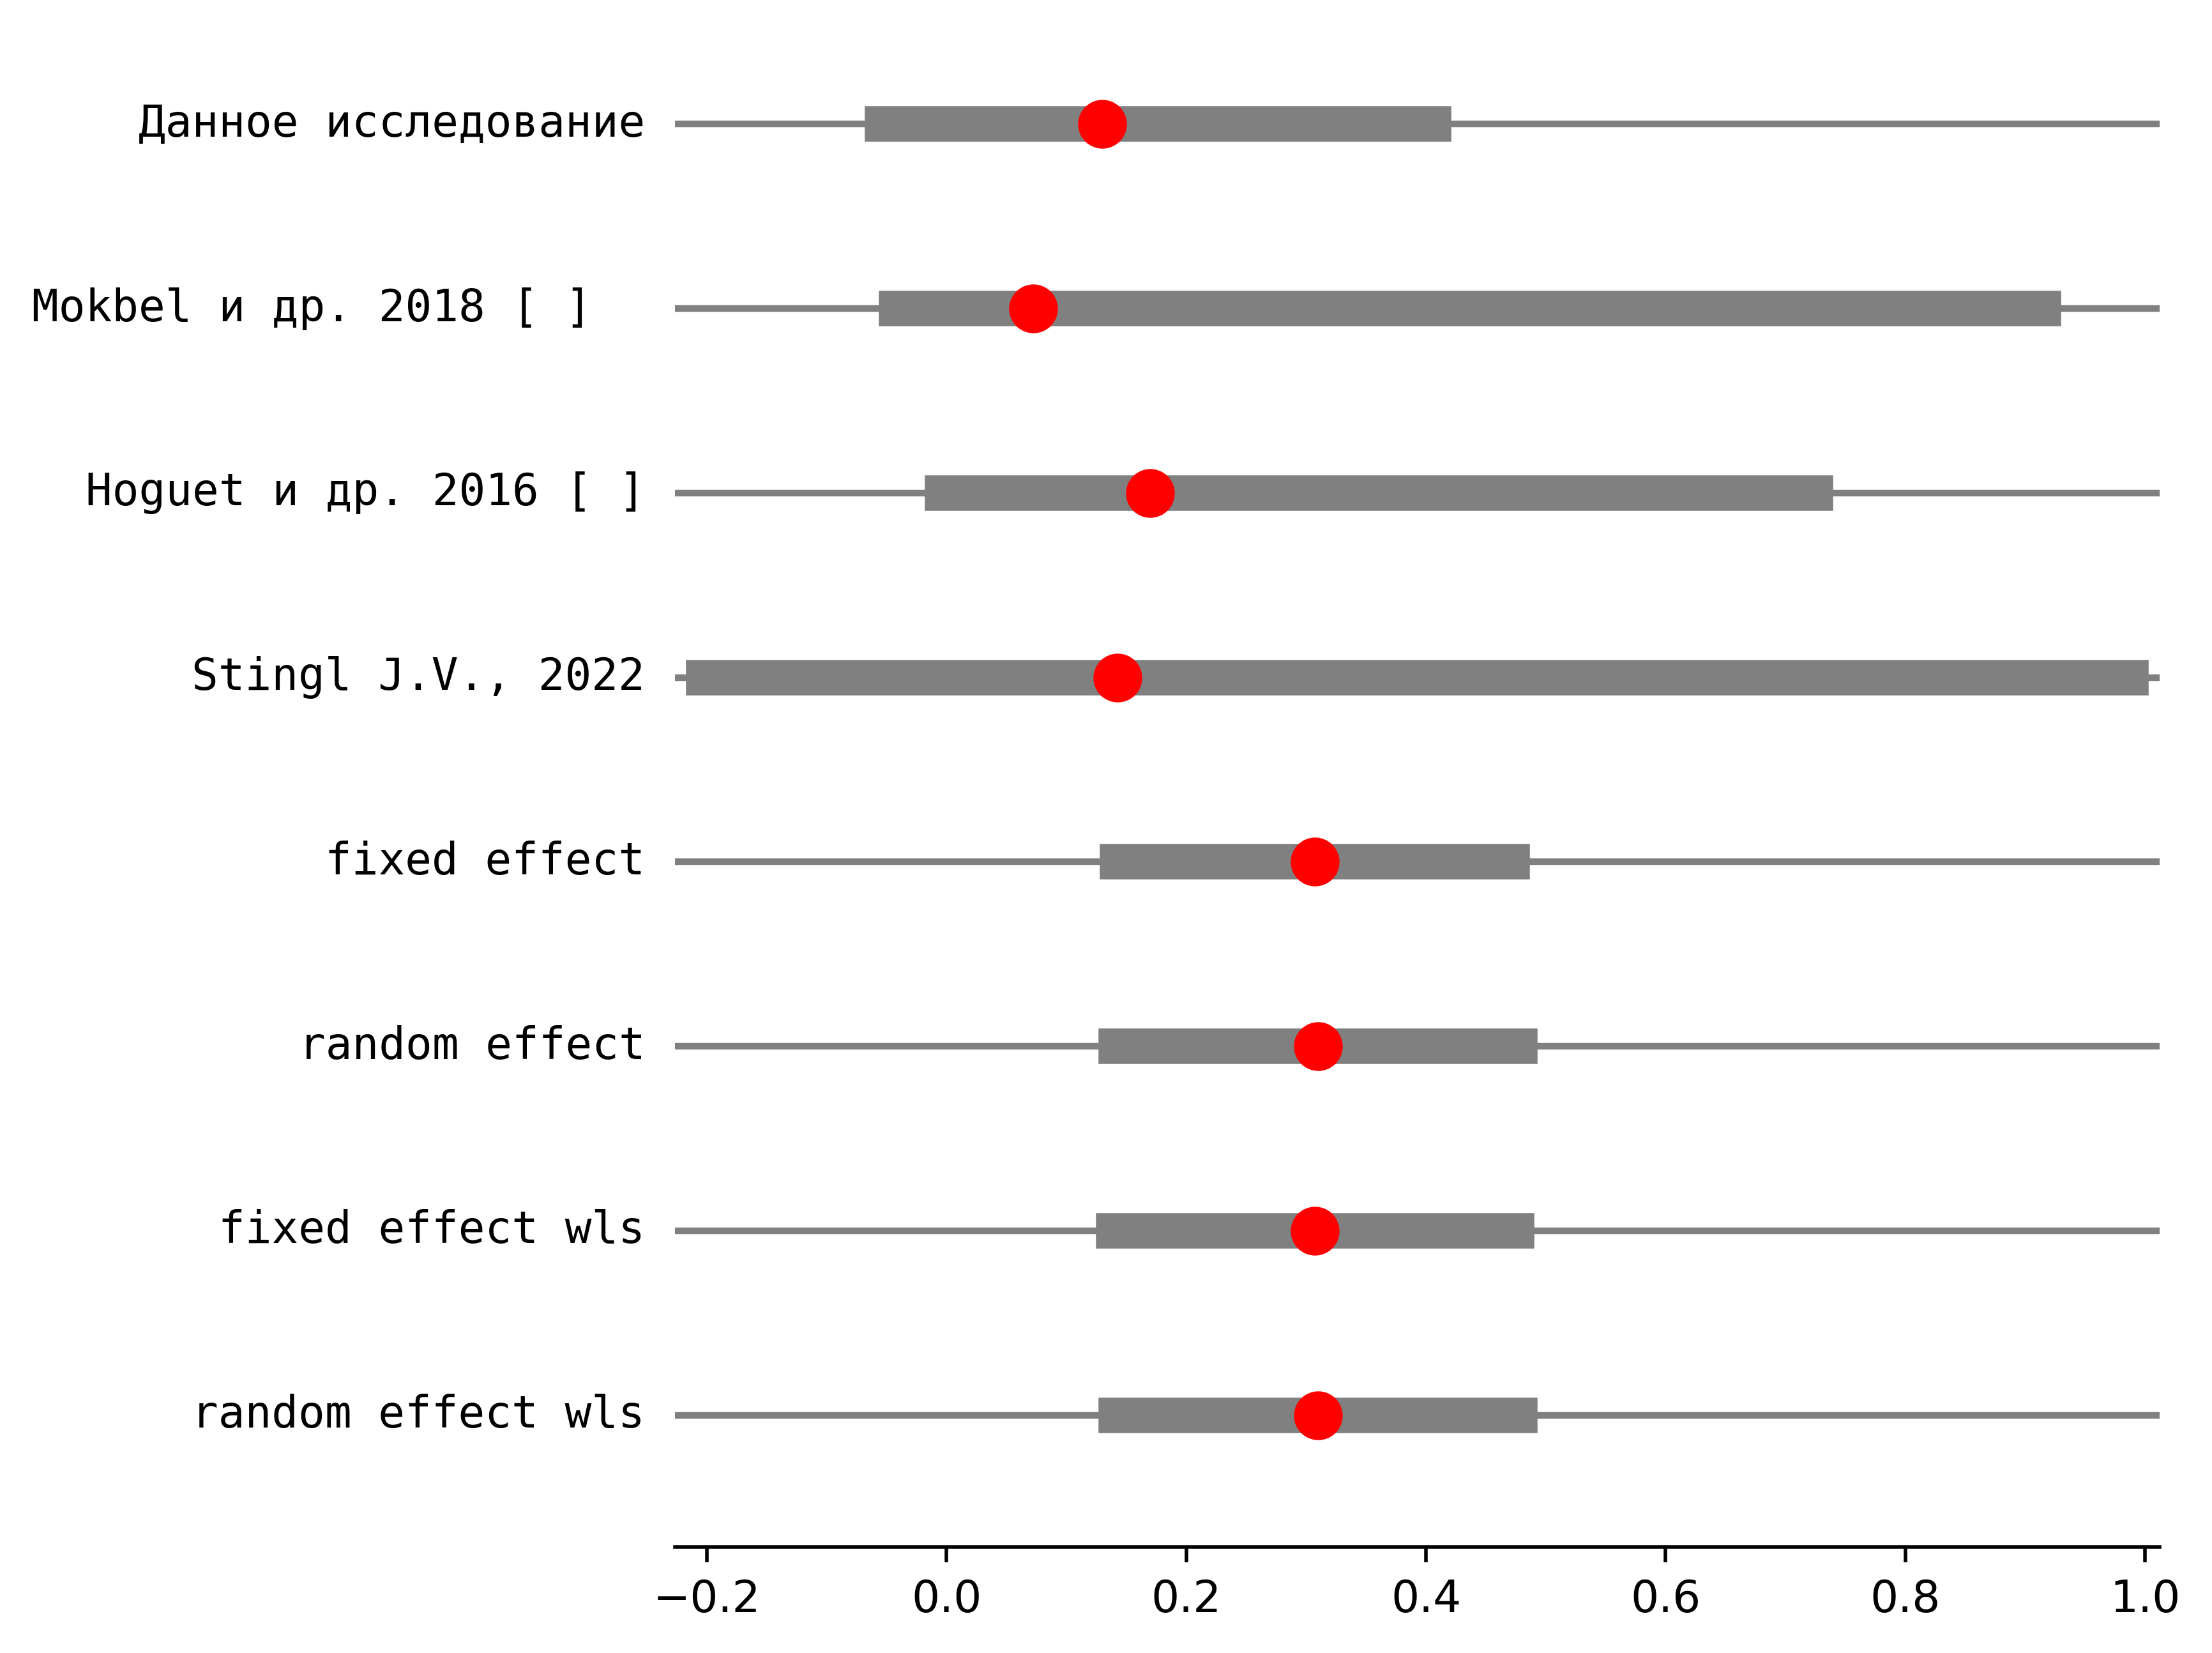 Данное исследование
Mokbel и др. 2018 [ ]
Hoguet и др. 2016 [ ]
Stingl J.V., 2022
fixed effect
random effect
fixed effect wls
random effect wls
−0.2 0.0 0.2 0.4 0.6 0.8 1.0